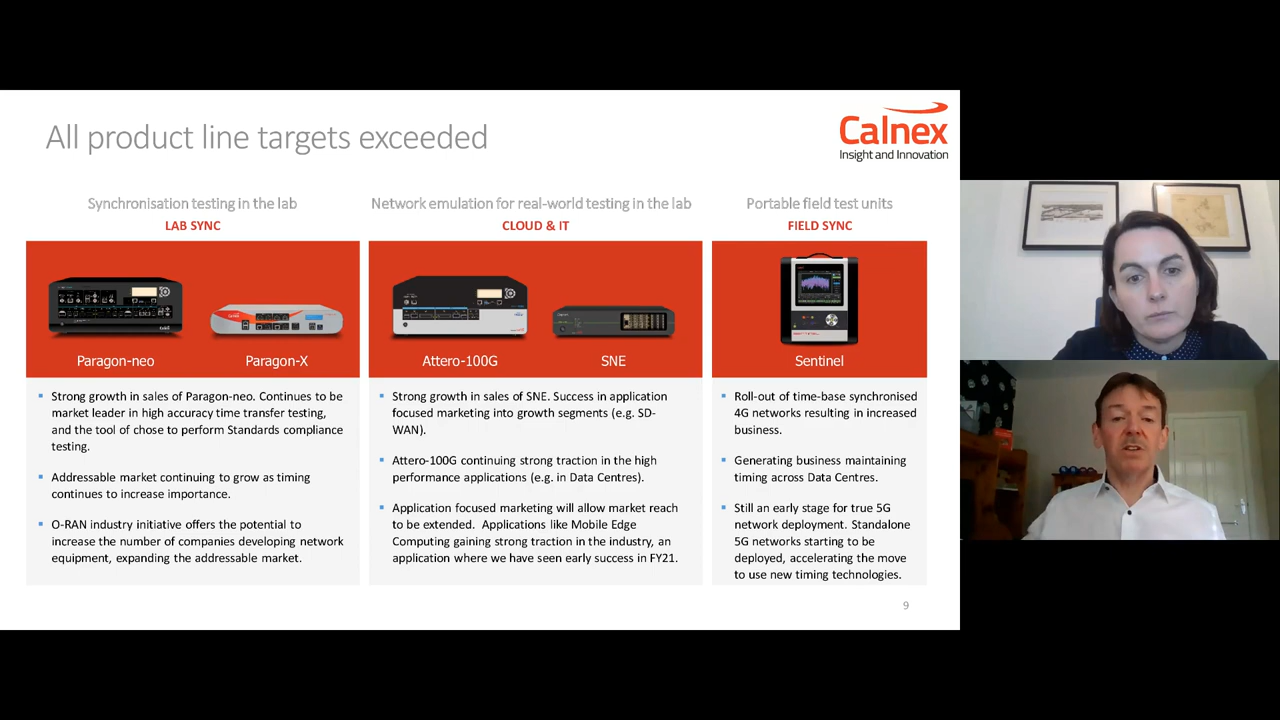 All product line targets exceeded
Calnex
Insight and Innovation
Synchronisation testing in the lab
LAB SYNC
Paragon-neo
Paragon-X
Strong growth in sales of Paragon-neo. Continues to
be market leader in high accuracy time transfer testing,
and the tool of chose to perform Standards compliance
testing.
Addressable market continuing to grow as timing
continues to increase importance.
O-RAN industry initiative offers the potential to
increase the number of companies developing network
equipment, expanding the addressable market.
Network emulation for real-world testing in the lab
CLOUD & IT
Attero-100G
SNE
Strong growth in sales of SNE. Success in application
focused marketing into growth segments (e.g. SD-
WAN).
Attero-100G continuing strong traction in the high
performance applications (e.g. in Data Centres).
Application focused marketing will allow market reach
to be extended. Applications like Mobile Edge
Computing gaining strong traction in the industry, an
application where we have seen early success in FY21.
Portable field test units
FIELD SYNC
Sentinel
Roll-out of time-base synchronised
4G networks resulting in increased
business.
Generating business maintaining
timing across Data Centres.
Still an early stage for true 5G
network deployment. Standalone
5G networks starting to be
deployed, accelerating the move
to use new timing technologies.
9